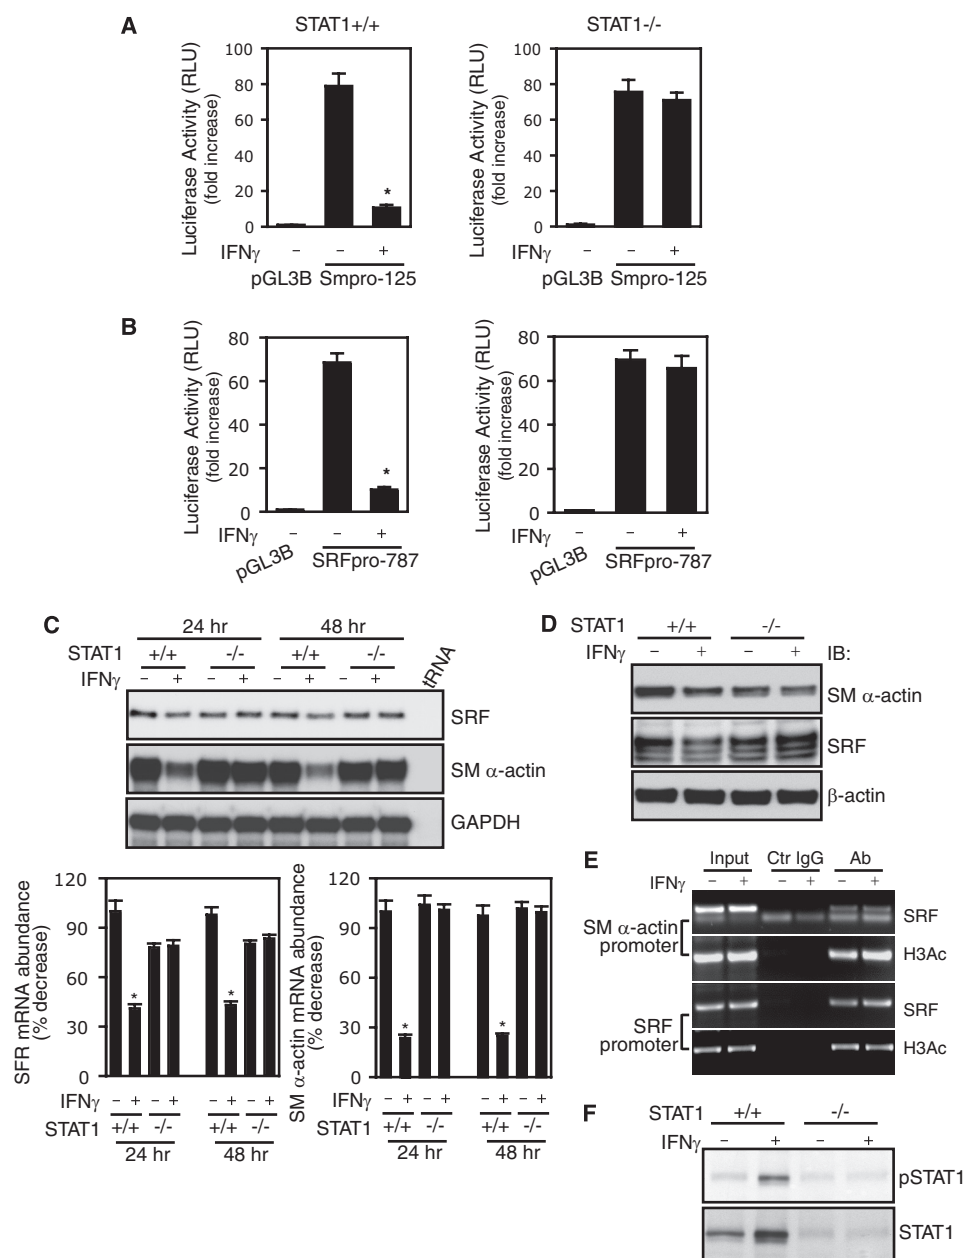 A
STAT1+/+
STAT1-/-
Luciferase Activity (RLU)
(fold increase)
100
80
60
40
20
0
*
IFNγ
– – +
pGL3B Smpro-125
Luciferase Activity (RLU)
(fold increase)
100
80
60
40
20
0
IFNγ
– – +
pGL3B Smpro-125
B
Luciferase Activity (RLU)
(fold increase)
80
60
40
20
0
*
IFNγ
– – +
pGL3B SRFpro-787
Luciferase Activity (RLU)
(fold increase)
80
60
40
20
0
IFNγ
– – +
pGL3B SRFpro-787
C
24 hr 48 hr
STAT1 +/+ -/- +/+ -/- tRNA
IFNγ – + – + – + – +
SRF
SM α-actin
GAPDH
SFR mRNA abundance
(% decrease)
120
90
60
30
0
* *
IFNγ – + – + – + – +
STAT1 +/+ -/- +/+ -/-
24 hr 48 hr
SM α-actin mRNA abundance
(% decrease)
120
90
60
30
0
* *
IFNγ – + – + – + – +
STAT1 +/+ -/- +/+ -/-
24 hr 48 hr
D
STAT1 +/+ -/-
IFNγ – + – + IB:
SM α-actin
SRF
β-actin
E
Input Ctr IgG Ab
IFNγ – + – + – +
SM α-actin
promoter
SRF
H3Ac
SRF
promoter
SRF
H3Ac
F
STAT1 +/+ -/-
IFNγ – + – +
pSTAT1
STAT1